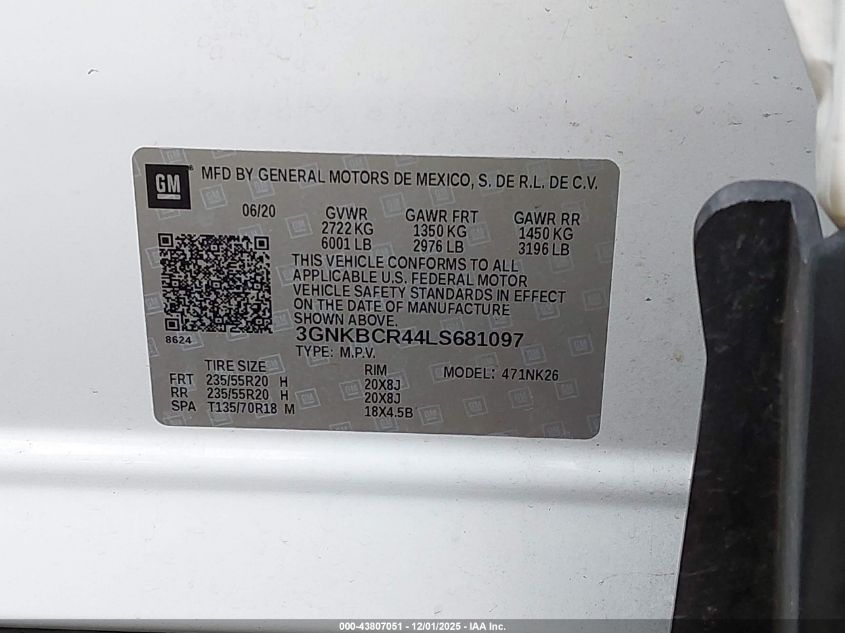 GM
MFD BY GENERAL MOTORS DE MEXICO, S. DE R.L. DE C.V.
06/20 GVWR GAWR FRT GAWR RR
2722 KG 1350 KG 1450 KG
6001 LB 2976 LB 3196 LB
THIS VEHICLE CONFORMS TO ALL
APPLICABLE U.S. FEDERAL MOTOR
VEHICLE SAFETY STANDARDS IN EFFECT
ON THE DATE OF MANUFACTURE
SHOWN ABOVE.
8624
3GNKBCR44LS681097
TYPE: M.P.V.
TIRE SIZE RIM MODEL: 471NK26
FRT 235/55R20 H 20X8J
RR 235/55R20 H 20X8J
SPA T135/70R18 M 18X4.5B
000-43807051 - 12/01/2025 - IAA Inc.